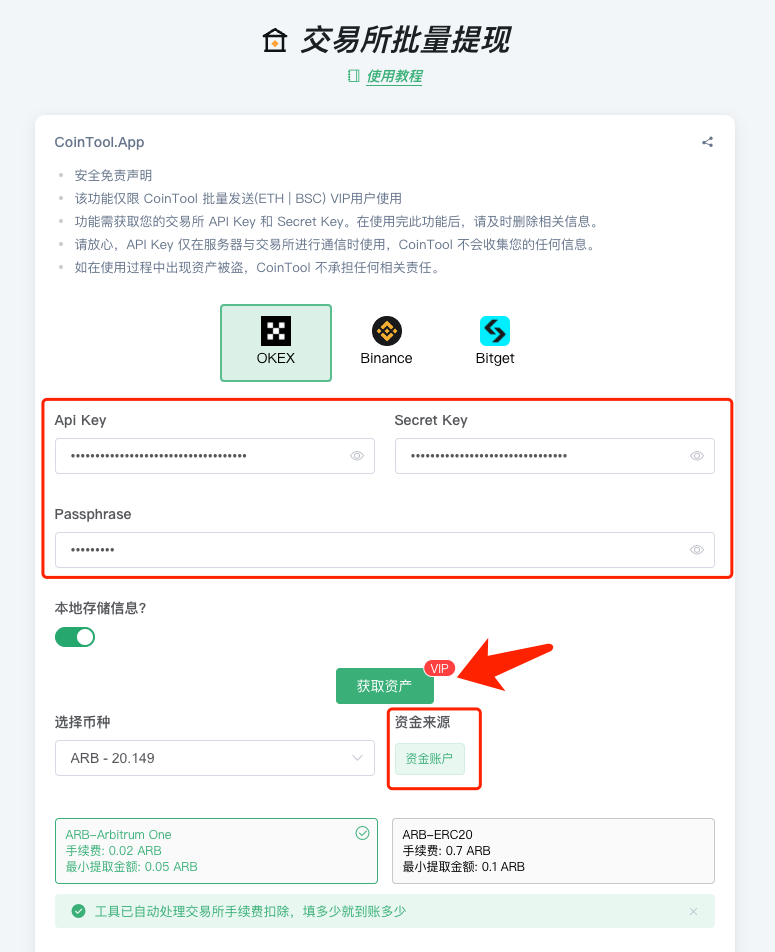 交易所批量提现
使用教程
CoinTool.App
安全免责声明
该功能仅限 CoinTool 批量发送(ETH | BSC) VIP用户使用
功能需获取您的交易所 API Key 和 Secret Key。在使用完此功能后，请及时删除相关信息。
请放心，API Key 仅在服务器与交易所进行通信时使用，CoinTool 不会收集您的任何信息。
如在使用过程中出现资产被盗，CoinTool 不承担任何相关责任。
OKEX
Binance
Bitget
Api Key
Secret Key
Passphrase
本地存储信息?
VIP
获取资产
选择币种
资金来源
ARB - 20.149
资金账户
ARB-Arbitrum One
手续费: 0.02 ARB
最小提取金额: 0.05 ARB
ARB-ERC20
手续费: 0.7 ARB
最小提取金额: 0.1 ARB
工具已自动处理交易所手续费扣除，填多少就到账多少